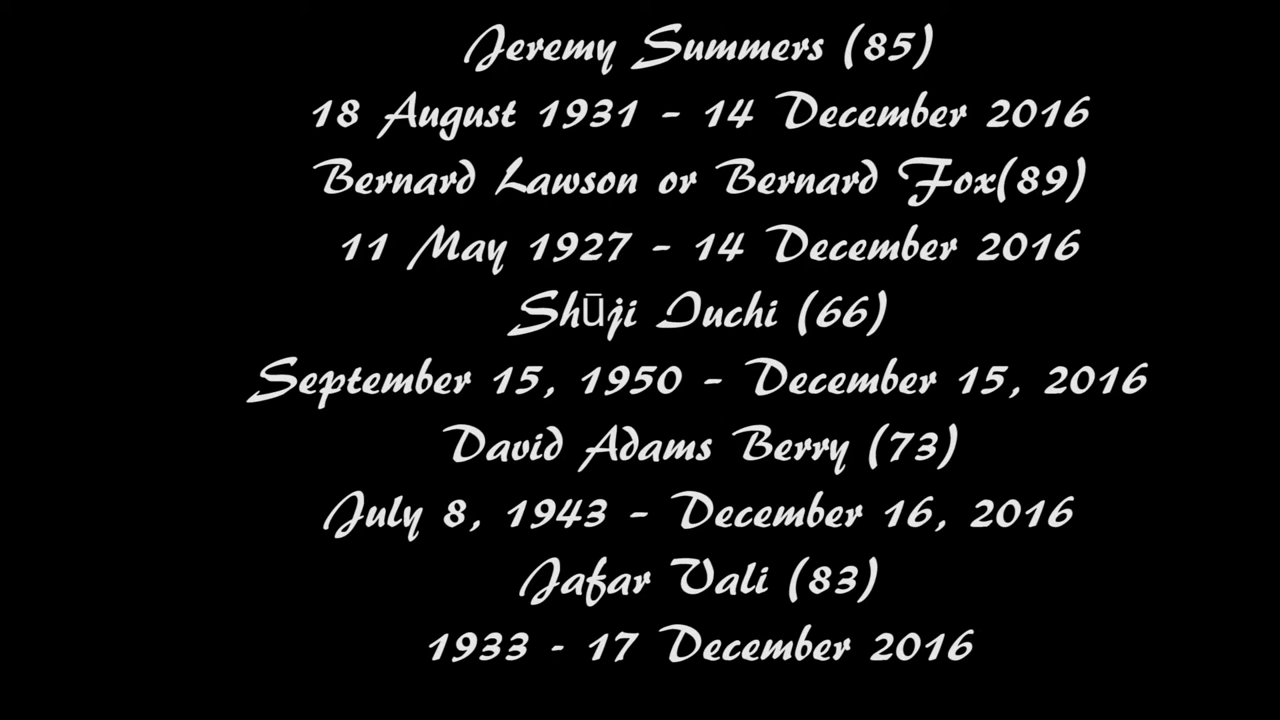 Jeremy Summers (85)
18 August 1931 - 14 December 2016
Bernard Lawson or Bernard Fox(89)
11 May 1927 - 14 December 2016
Shūji Iuchi (66)
September 15, 1950 - December 15, 2016
David Adams Berry (73)
July 8, 1943 - December 16, 2016
Jafar Vali (83)
1933 - 17 December 2016